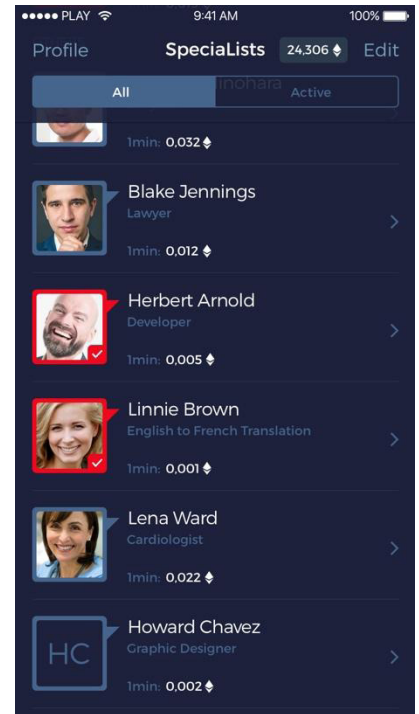 PLAY 9:41 AM 100%
Profile SpeciaLists 24,306 Edit
inohara
All Active
1min: 0,032
Blake Jennings
Lawyer
1min: 0,012
Herbert Arnold
Developer
1min: 0,005
Linnie Brown
English to French Translation
1min: 0,001
Lena Ward
Cardiologist
1min: 0,022
HC
Howard Chavez
Graphic Designer
1min: 0,002